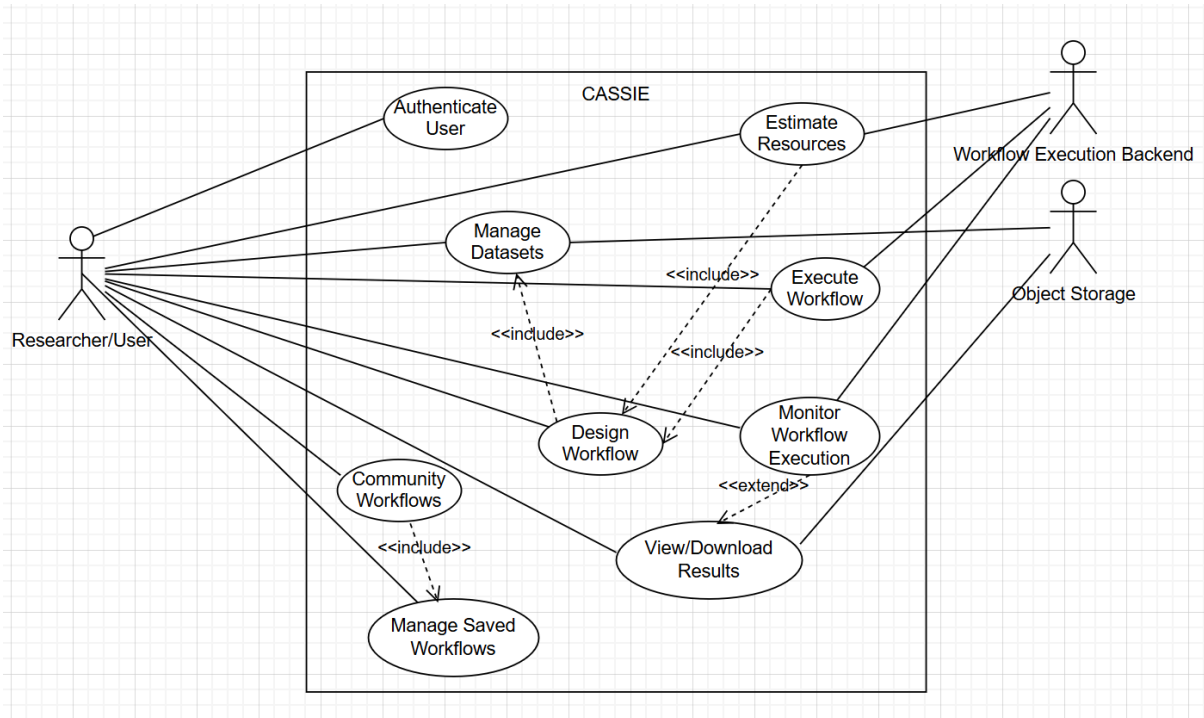 CASSIE
Authenticate
User
Estimate
Resources
Workflow Execution Backend
Manage
Datasets
<<include>>
Execute
Workflow
Object Storage
Researcher/User
<<include>>
<<include>>
Design
Workflow
Monitor
Workflow
Execution
Community
Workflows
<<extend>>
<<include>>
View/Download
Results
Manage Saved
Workflows